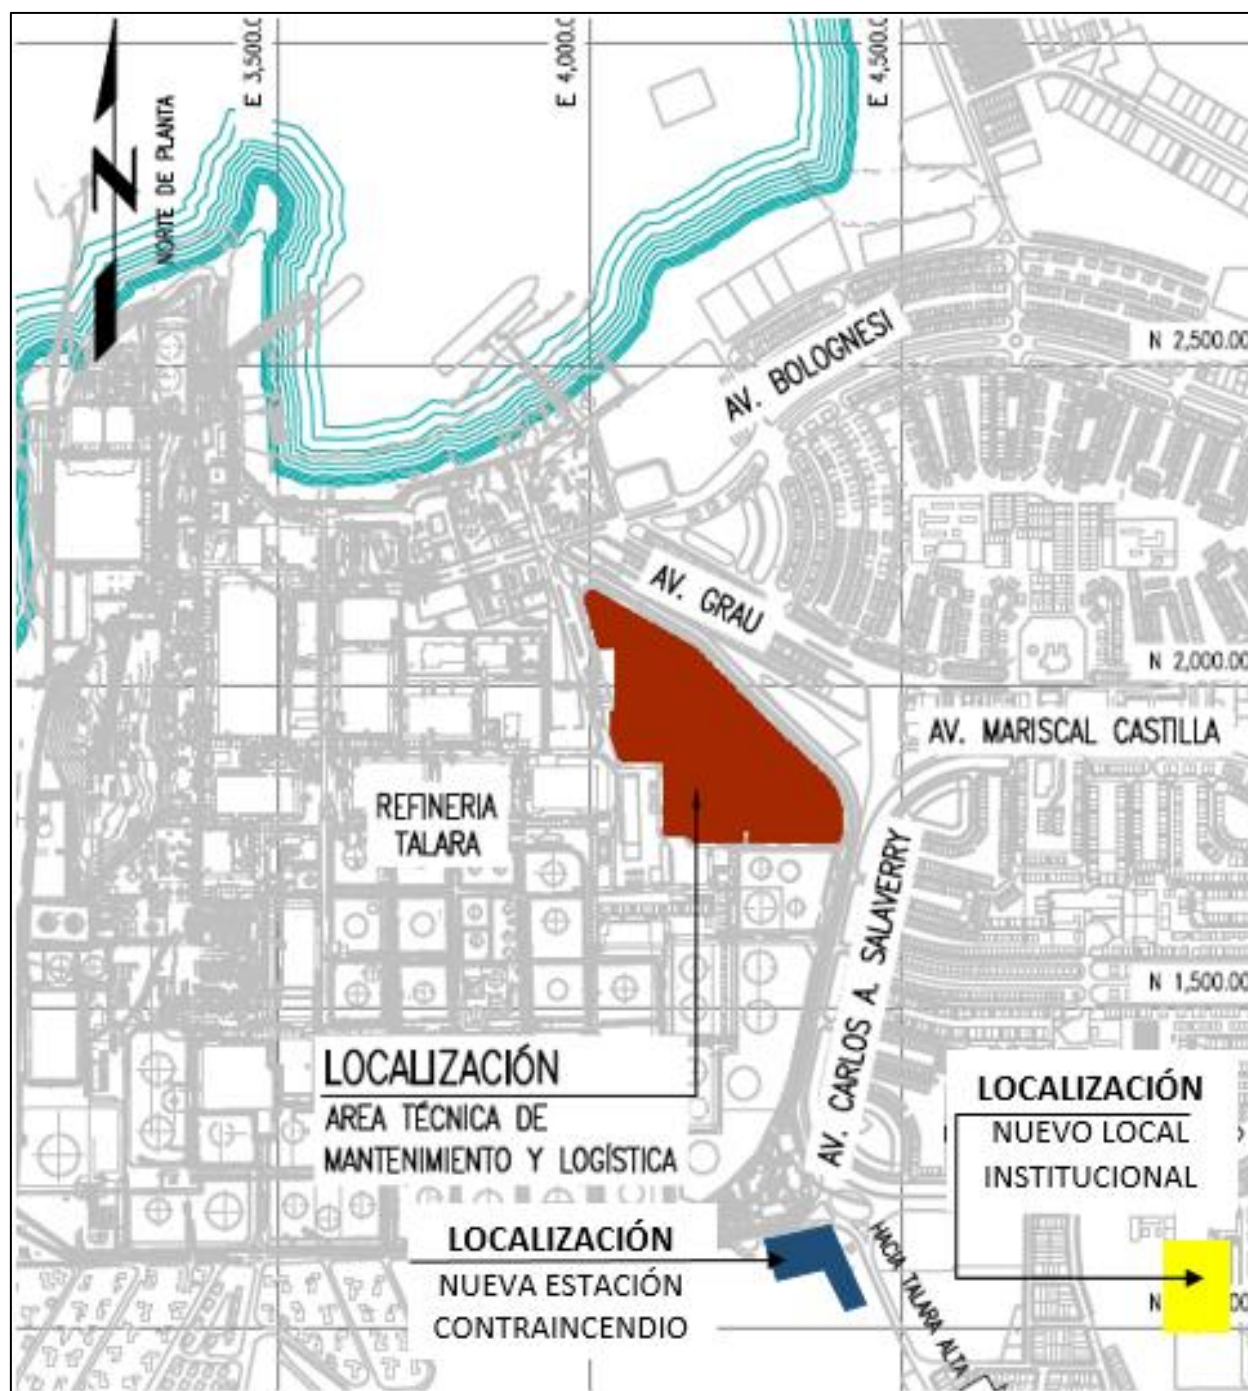 E 3,500.0
E 4,000.0
E 4,500.0
N
NORTE DE PLANTA
N 2,500.00
AV. BOLOGNESI
AV. GRAU
N 2,000.00
AV. MARISCAL CASTILLA
REFINERIA
TALARA
AV. CARLOS A. SALAVERRY
N 1,500.00
LOCALIZACIÓN
AREA TÉCNICA DE
MANTENIMIENTO Y LOGÍSTICA
LOCALIZACIÓN
NUEVO LOCAL
INSTITUCIONAL
LOCALIZACIÓN
NUEVA ESTACIÓN
CONTRAINCENDIO
HACIA TALARA ALTA
N